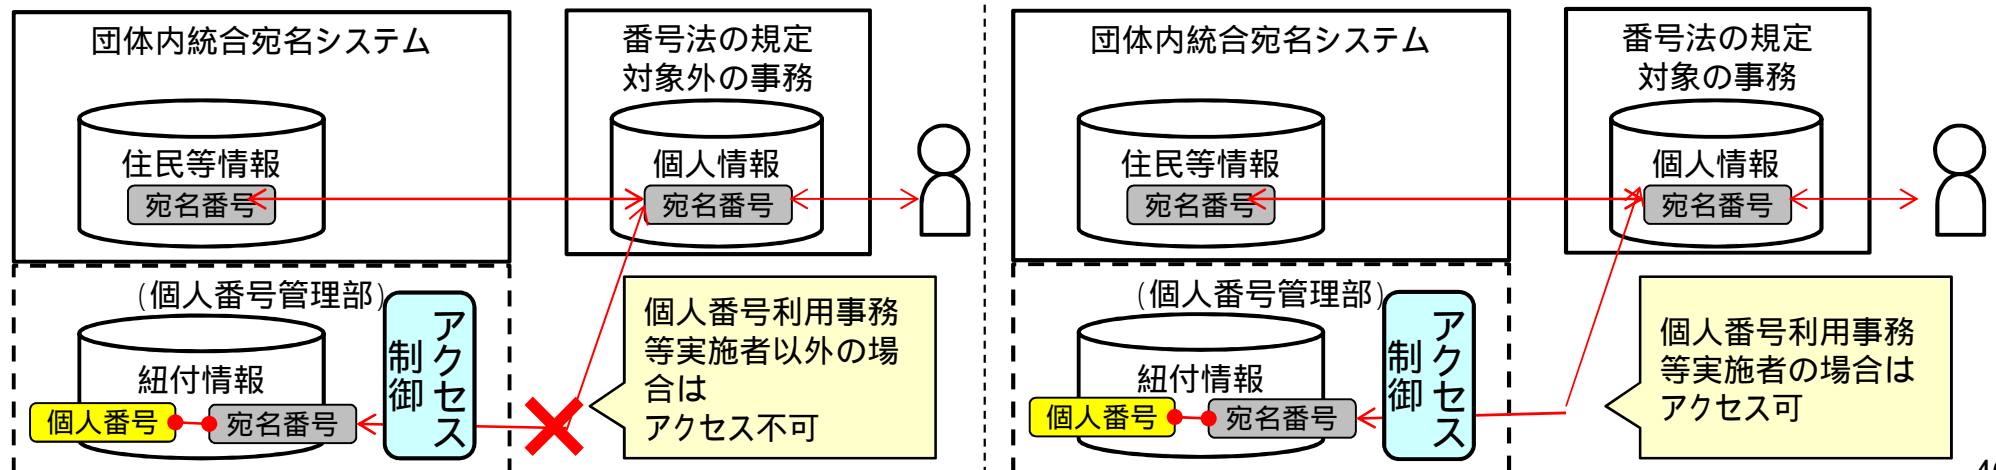 団体内統合宛名システム
番号法の規定
対象外の事務
住民等情報
宛名番号
個人情報
宛名番号
(個人番号管理部)
アクセス
制御
紐付情報
個人番号
宛名番号
個人番号利用事務
等実施者以外の場
合は
アクセス不可
団体内統合宛名システム
番号法の規定
対象の事務
住民等情報
宛名番号
個人情報
宛名番号
(個人番号管理部)
アクセス
制御
紐付情報
個人番号
宛名番号
個人番号利用事務
等実施者の場合は
アクセス可